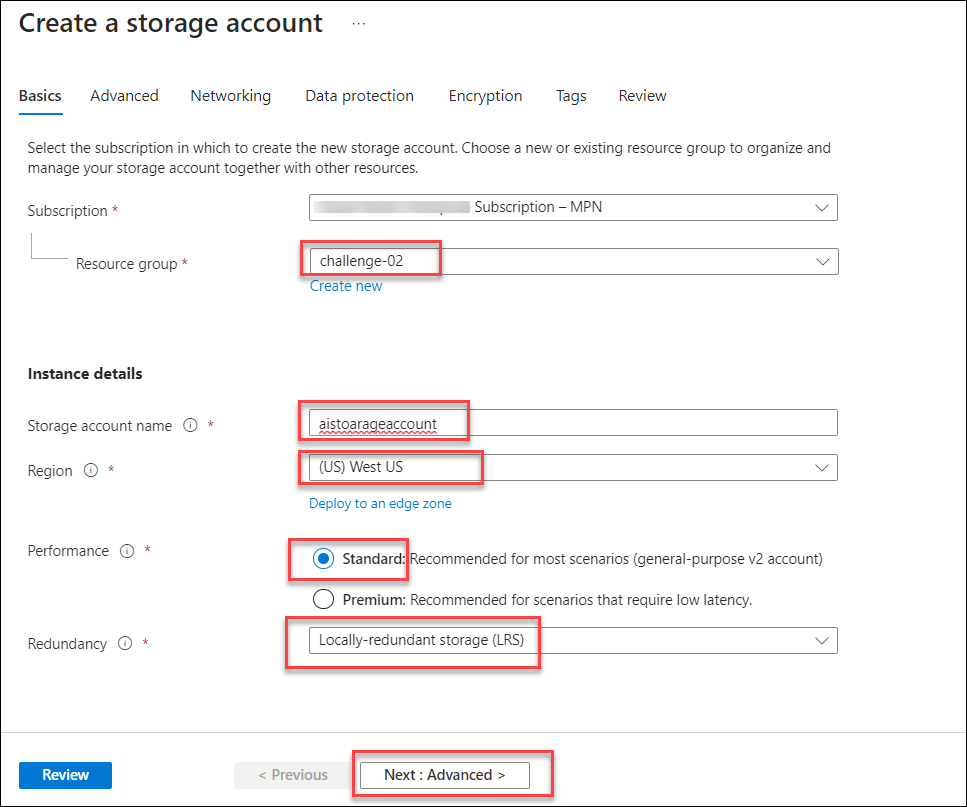 Create a storage account ...
Basics Advanced Networking Data protection Encryption Tags Review
Select the subscription in which to create the new storage account. Choose a new or existing resource group to organize and
manage your storage account together with other resources.
Subscription * Subscription – MPN
Resource group * challenge-02
Create new
Instance details
Storage account name * aistoarageaccount
Region * (US) West US
Deploy to an edge zone
Performance * Standard: Recommended for most scenarios (general-purpose v2 account)
Premium: Recommended for scenarios that require low latency.
Redundancy * Locally-redundant storage (LRS)
Review < Previous Next : Advanced >